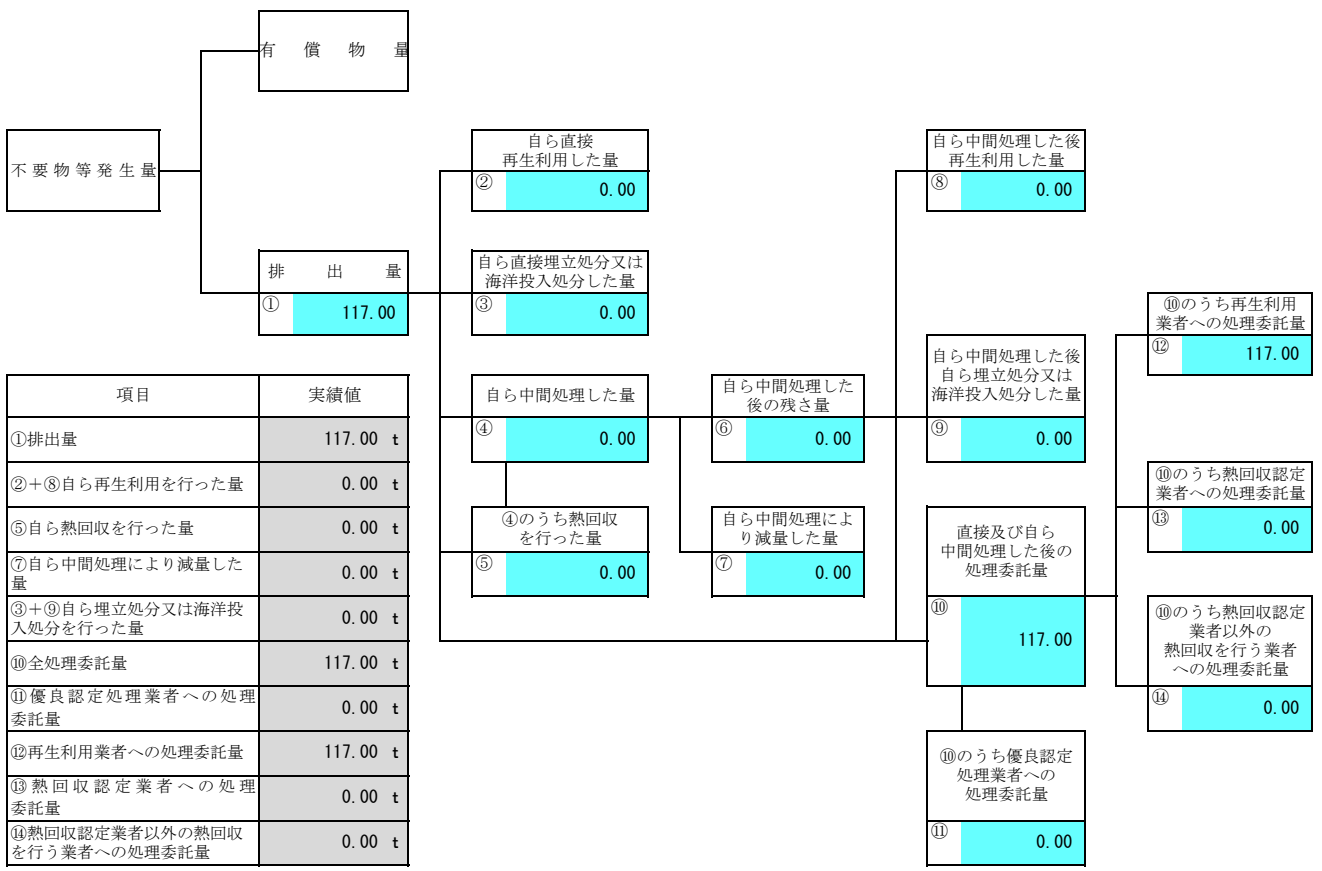 有償物量
不要物等発生量
排出量
① 117.00
自ら直接
再生利用した量
② 0.00
自ら直接埋立処分又は
海洋投入処分した量
③ 0.00
自ら中間処理した量
④ 0.00
④のうち熱回収
を行った量
⑤ 0.00
自ら中間処理した
後の残さ量
⑥ 0.00
自ら中間処理によ
り減量した量
⑦ 0.00
自ら中間処理した後
再生利用した量
⑧ 0.00
自ら中間処理した後
自ら埋立処分又は
海洋投入処分した量
⑨ 0.00
直接及び自ら
中間処理した後の
処理委託量
⑩ 117.00
⑩のうち優良認定
処理業者への
処理委託量
⑪ 0.00
⑩のうち再生利用
業者への処理委託量
⑫ 117.00
⑩のうち熱回収認定
業者への処理委託量
⑬ 0.00
⑩のうち熱回収認定
業者以外の
熱回収を行う業者
への処理委託量
⑭ 0.00
項目 実績値
①排出量 117.00 t
②+⑧自ら再生利用を行った量 0.00 t
⑤自ら熱回収を行った量 0.00 t
⑦自ら中間処理により減量した
量 0.00 t
③+⑨自ら埋立処分又は海洋投
入処分を行った量 0.00 t
⑩全処理委託量 117.00 t
⑪優良認定処理業者への処理
委託量 0.00 t
⑫再生利用業者への処理委託量 117.00 t
⑬熱回収認定業者への処理
委託量 0.00 t
⑭熱回収認定業者以外の熱回収
を行う業者への処理委託量 0.00 t